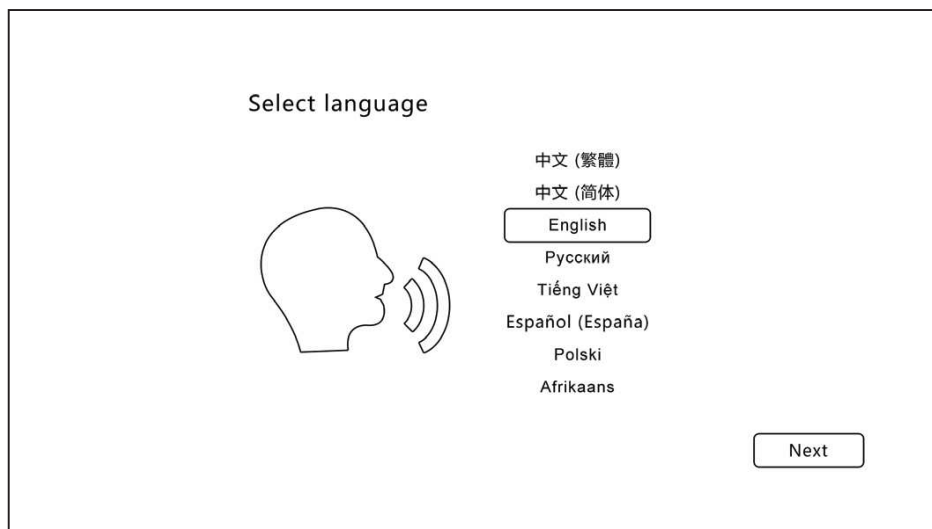 Select language
中文 (繁體)
中文 (简体)
English
Русский
Tiếng Việt
Español (España)
Polski
Afrikaans
Next